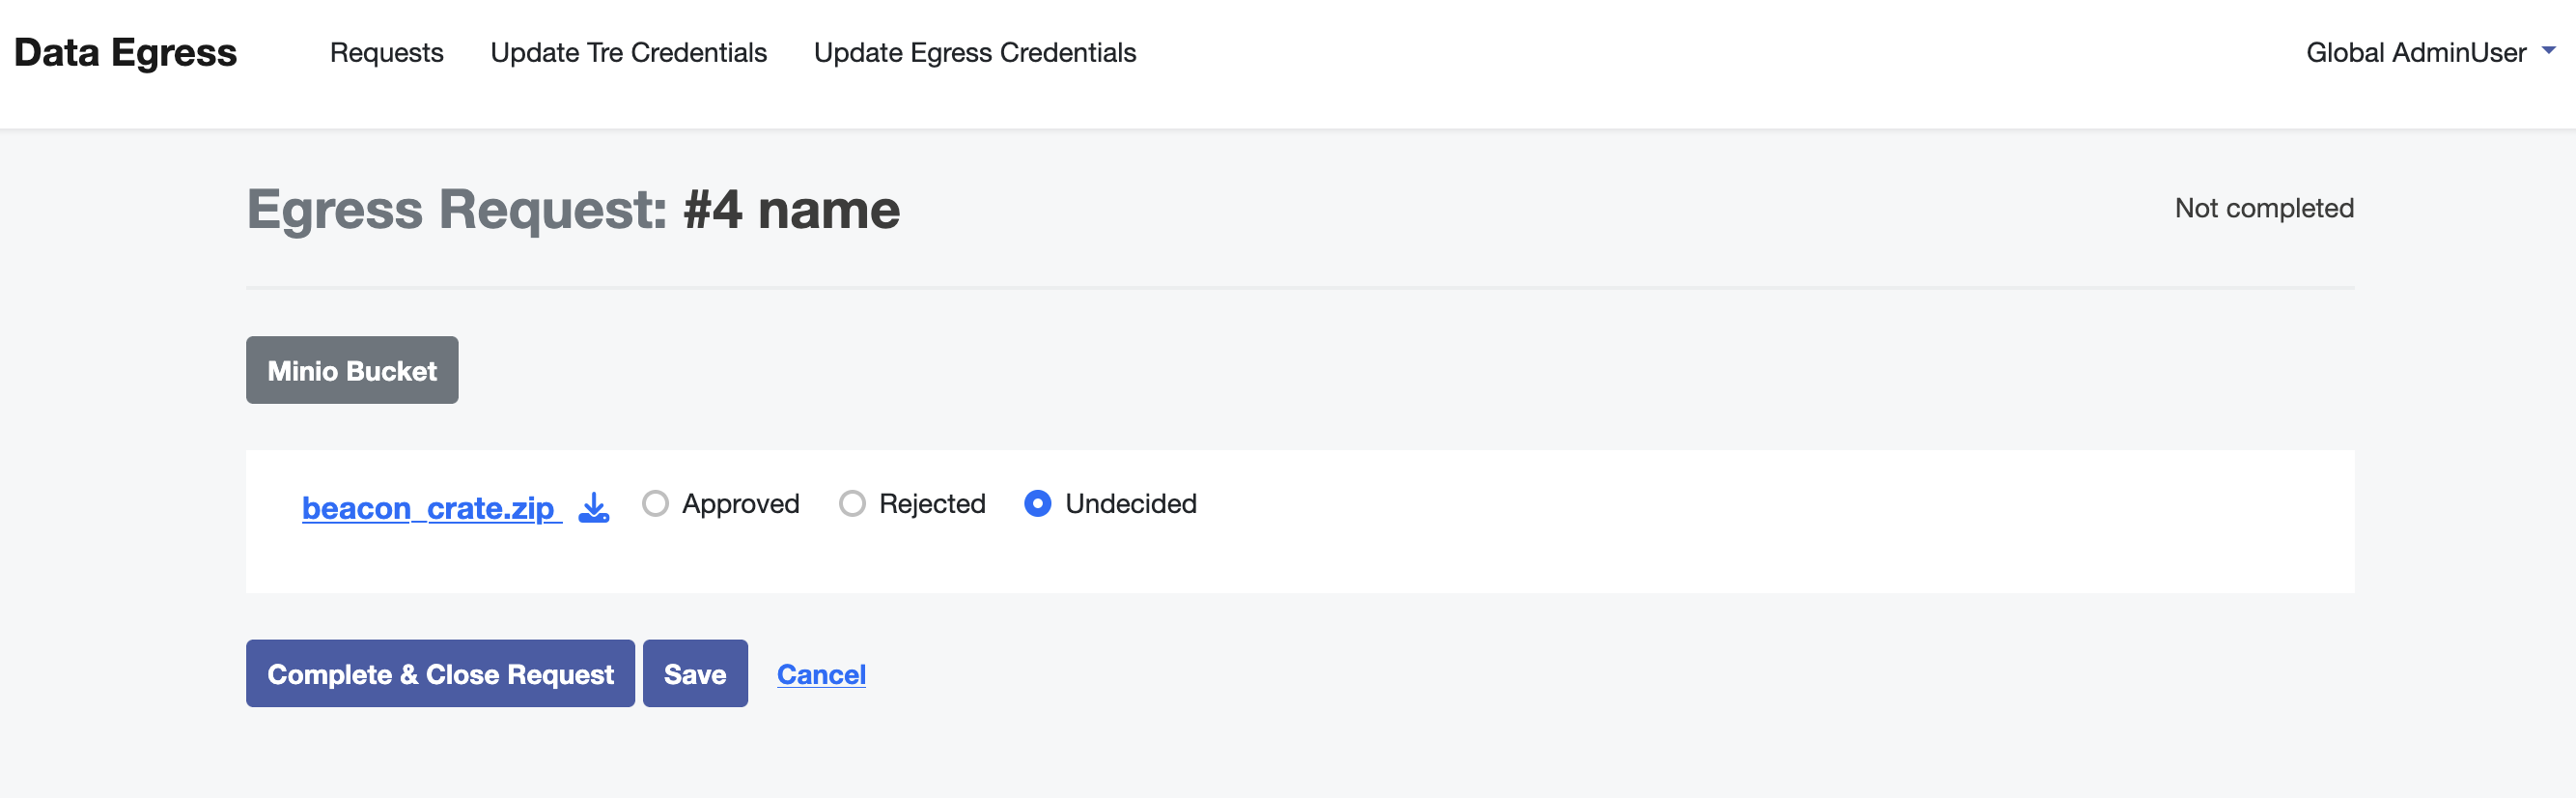 Data Egress Requests Update Tre Credentials Update Egress Credentials Global AdminUser
Egress Request: #4 name Not completed
Minio Bucket
beacon_crate.zip Approved Rejected Undecided
Complete & Close Request Save Cancel